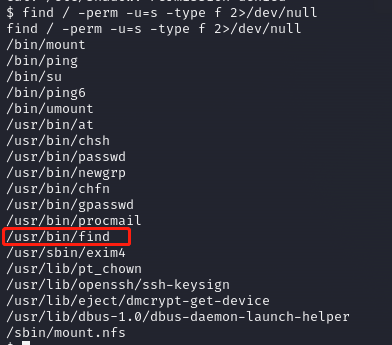 $ find / -perm -u=s -type f 2>/dev/null
find / -perm -u=s -type f 2>/dev/null
/bin/mount
/bin/ping
/bin/su
/bin/ping6
/bin/umount
/usr/bin/at
/usr/bin/chsh
/usr/bin/passwd
/usr/bin/newgrp
/usr/bin/chfn
/usr/bin/gpasswd
/usr/bin/procmail
/usr/bin/find
/usr/sbin/exim4
/usr/lib/pt_chown
/usr/lib/openssh/ssh-keysign
/usr/lib/eject/dmcrypt-get-device
/usr/lib/dbus-1.0/dbus-daemon-launch-helper
/sbin/mount.nfs